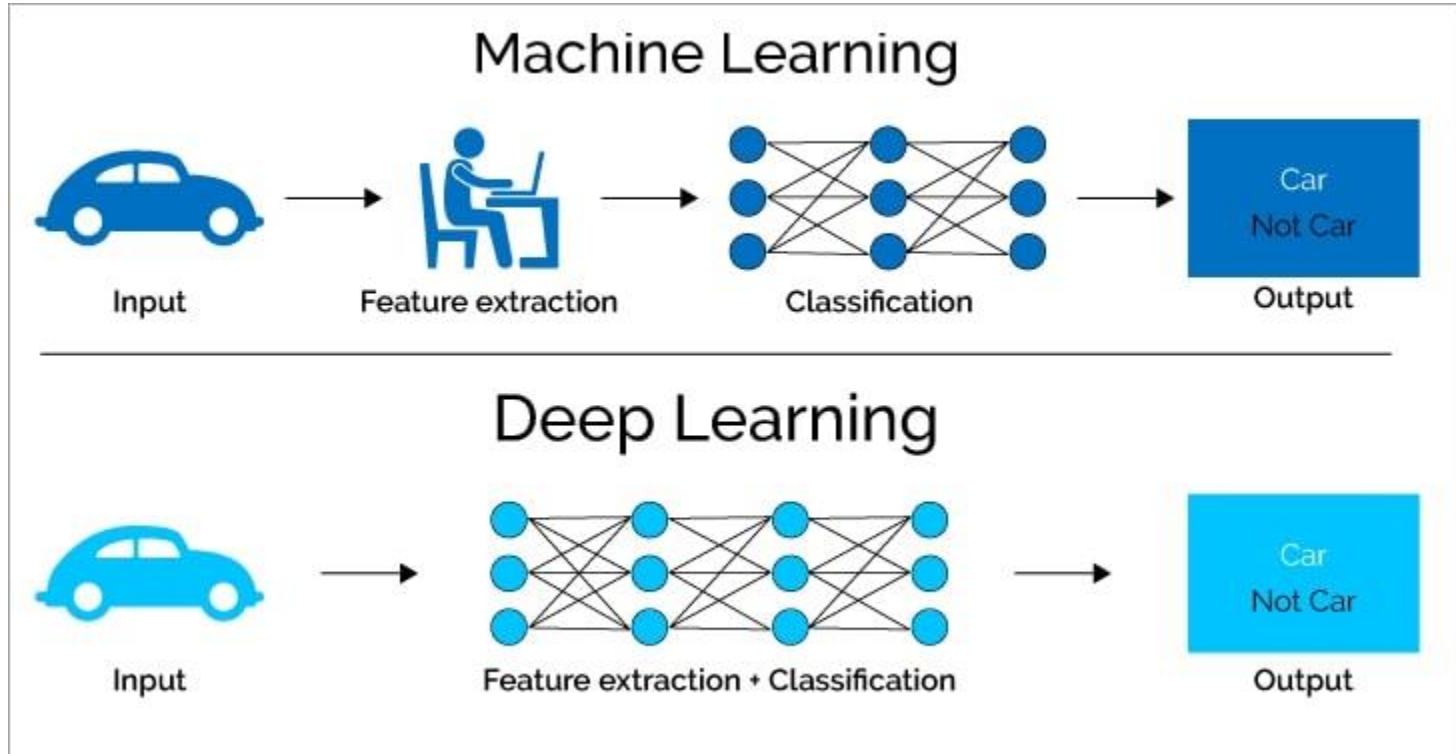 Machine Learning
Car
Not Car
Input
Feature extraction
Classification
Output
Deep Learning
Car
Not Car
Input
Feature extraction + Classification
Output